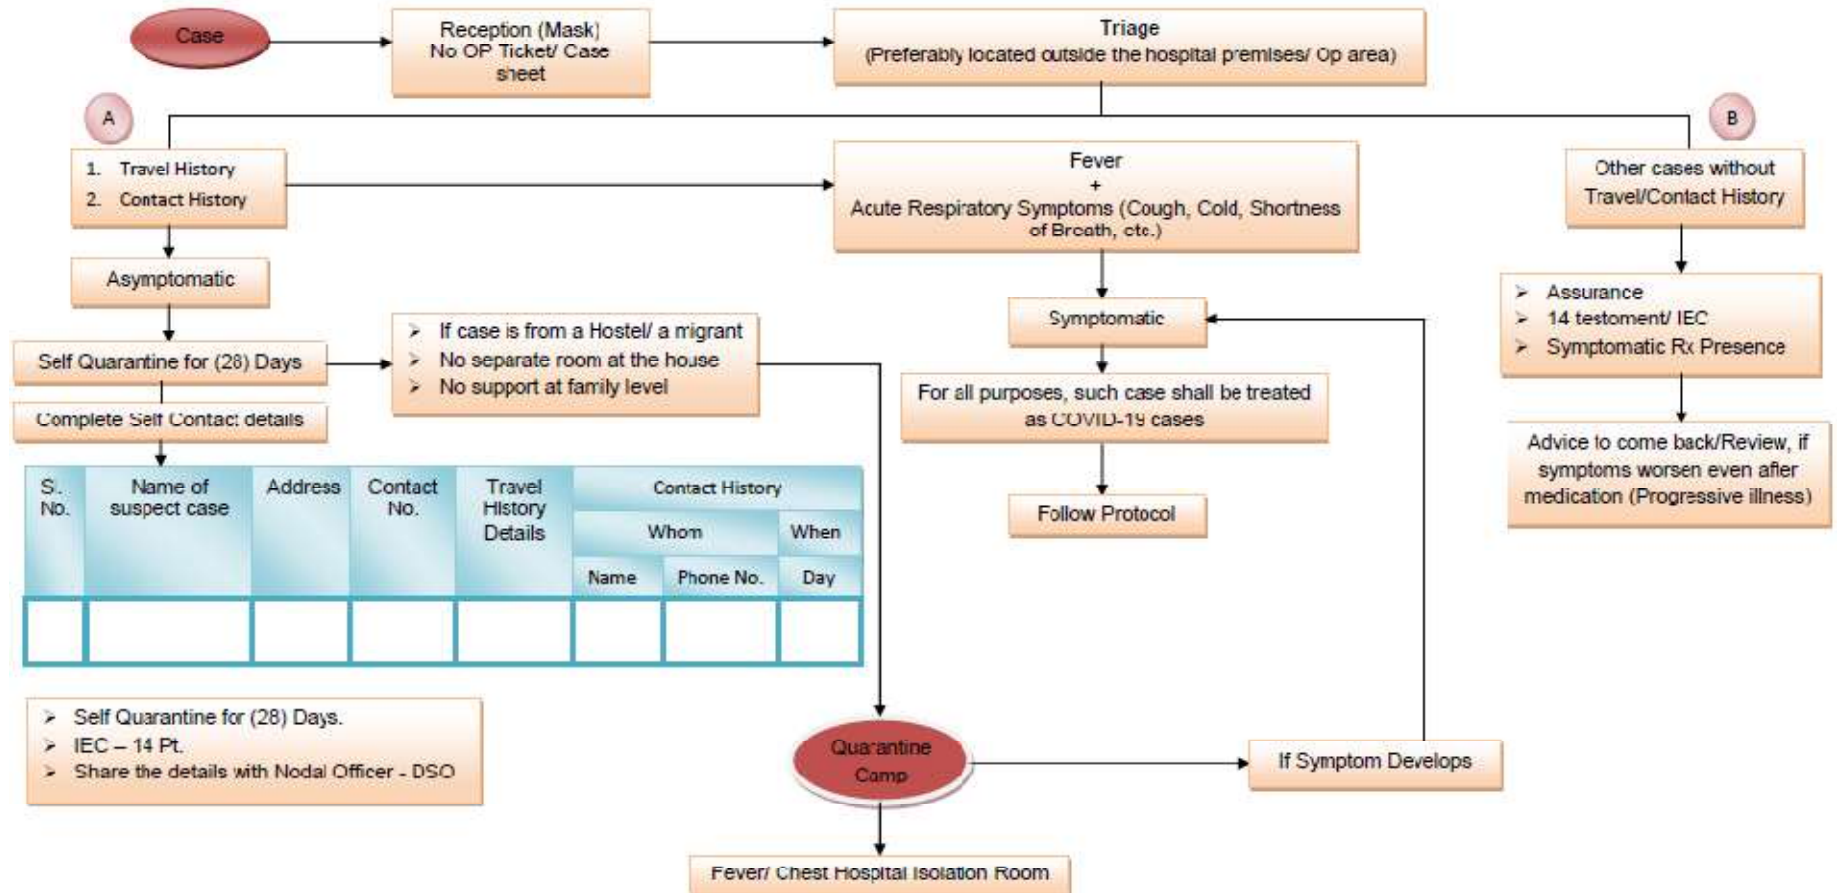 Case
Reception (Mask)
No OP Ticket/ Case
sheet
Triage
(Preferably located outside the hospital premises/ Op area)
A
B
1. Travel History
2. Contact History
Fever
+
Acute Respiratory Symptoms (Cough, Cold, Shortness
of Breath, etc.)
Other cases without
Travel/Contact History
Asymptomatic
Symptomatic
➢ Assurance
➢ 14 testoment/ IEC
➢ Symptomatic Rx Presence
Self Quarantine for (28) Days
➢ If case is from a Hostel/ a migrant
➢ No separate room at the house
➢ No support at family level
For all purposes, such case shall be treated
as COVID-19 cases
Complete Self Contact details
Advice to come back/Review, if
symptoms worsen even after
medication (Progressive illness)
Follow Protocol
Sl.
No.
Name of
suspect case
Address
Contact
No.
Travel
History
Details
Contact History
Whom
When
Name
Phone No.
Day
➢ Self Quarantine for (28) Days.
➢ IEC – 14 Pt.
➢ Share the details with Nodal Officer - DSO
Quarantine
Camp
If Symptom Develops
Fever/ Chest Hospital Isolation Room